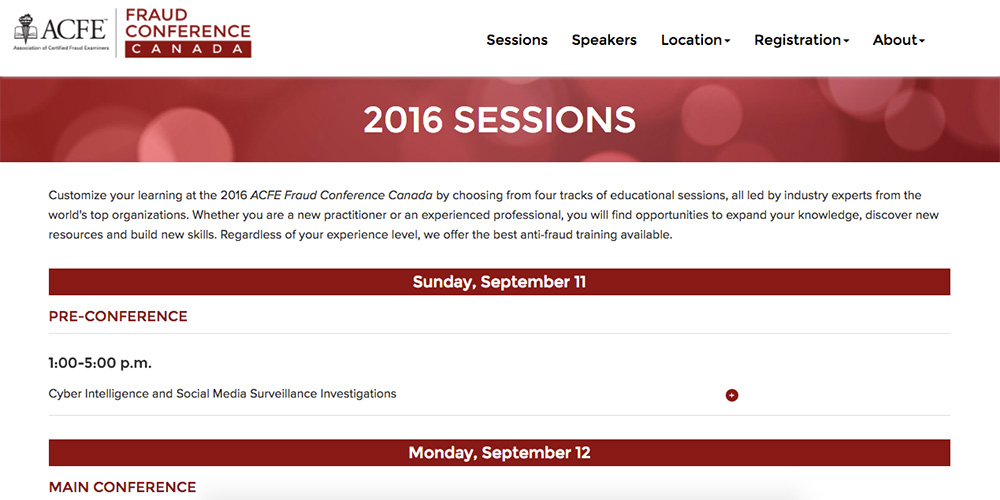 ACFE
Association of Certified Fraud Examiners
FRAUD
CONFERENCE
CANADA
Sessions Speakers Location Registration About
2016 SESSIONS
Customize your learning at the 2016 ACFE Fraud Conference Canada by choosing from four tracks of educational sessions, all led by industry experts from the
world's top organizations. Whether you are a new practitioner or an experienced professional, you will find opportunities to expand your knowledge, discover new
resources and build new skills. Regardless of your experience level, we offer the best anti-fraud training available.
Sunday, September 11
PRE-CONFERENCE
1:00-5:00 p.m.
Cyber Intelligence and Social Media Surveillance Investigations
Monday, September 12
MAIN CONFERENCE